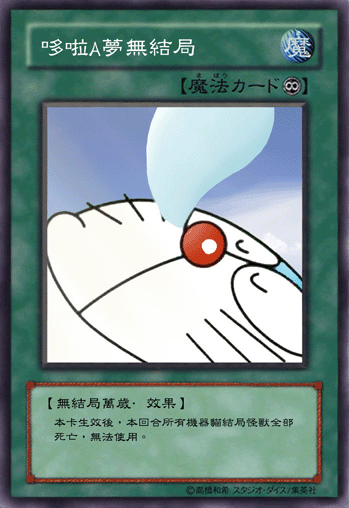 哆啦A夢無結局
魔
【魔法カード♾】
まほう
【無結局萬歲· 效果】
本卡生效後，本回合所有機器貓結局怪獸全部
死亡，無法使用。
©高橋和希 スタジオ・ダイス/集英社